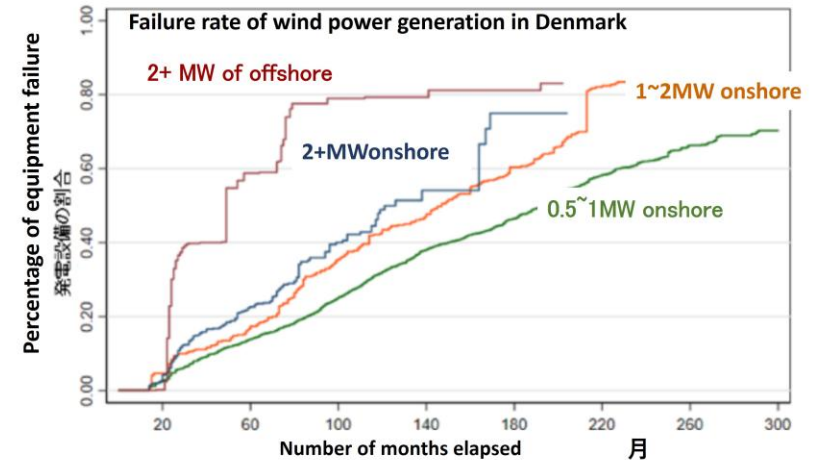 Failure rate of wind power generation in Denmark
Percentage of equipment failure
発電設備の割合
1.00
0.80
0.60
0.40
0.20
0.00
2+ MW of offshore
1~2MW onshore
2+MWonshore
0.5~1MW onshore
20 60 100 140 180 220 260 300
Number of months elapsed 月